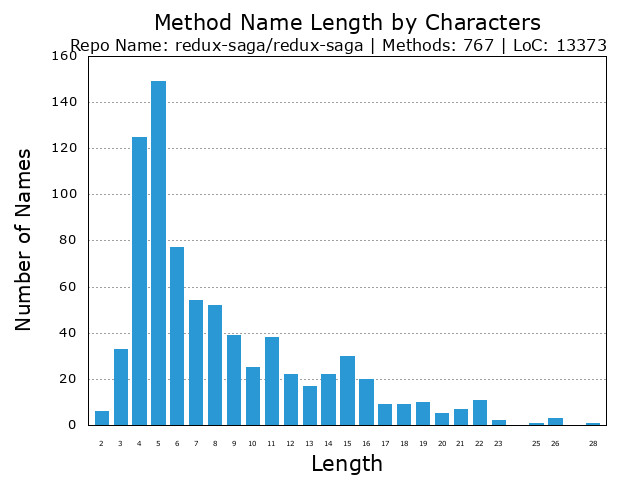 Method Name Length by Characters
Repo Name: redux-saga/redux-saga | Methods: 767 | LoC: 13373
160
140
120
100
80
60
40
20
0
Number of Names
2 3 4 5 6 7 8 9 10 11 12 13 14 15 16 17 18 19 20 21 22 23 25 26 28
Length